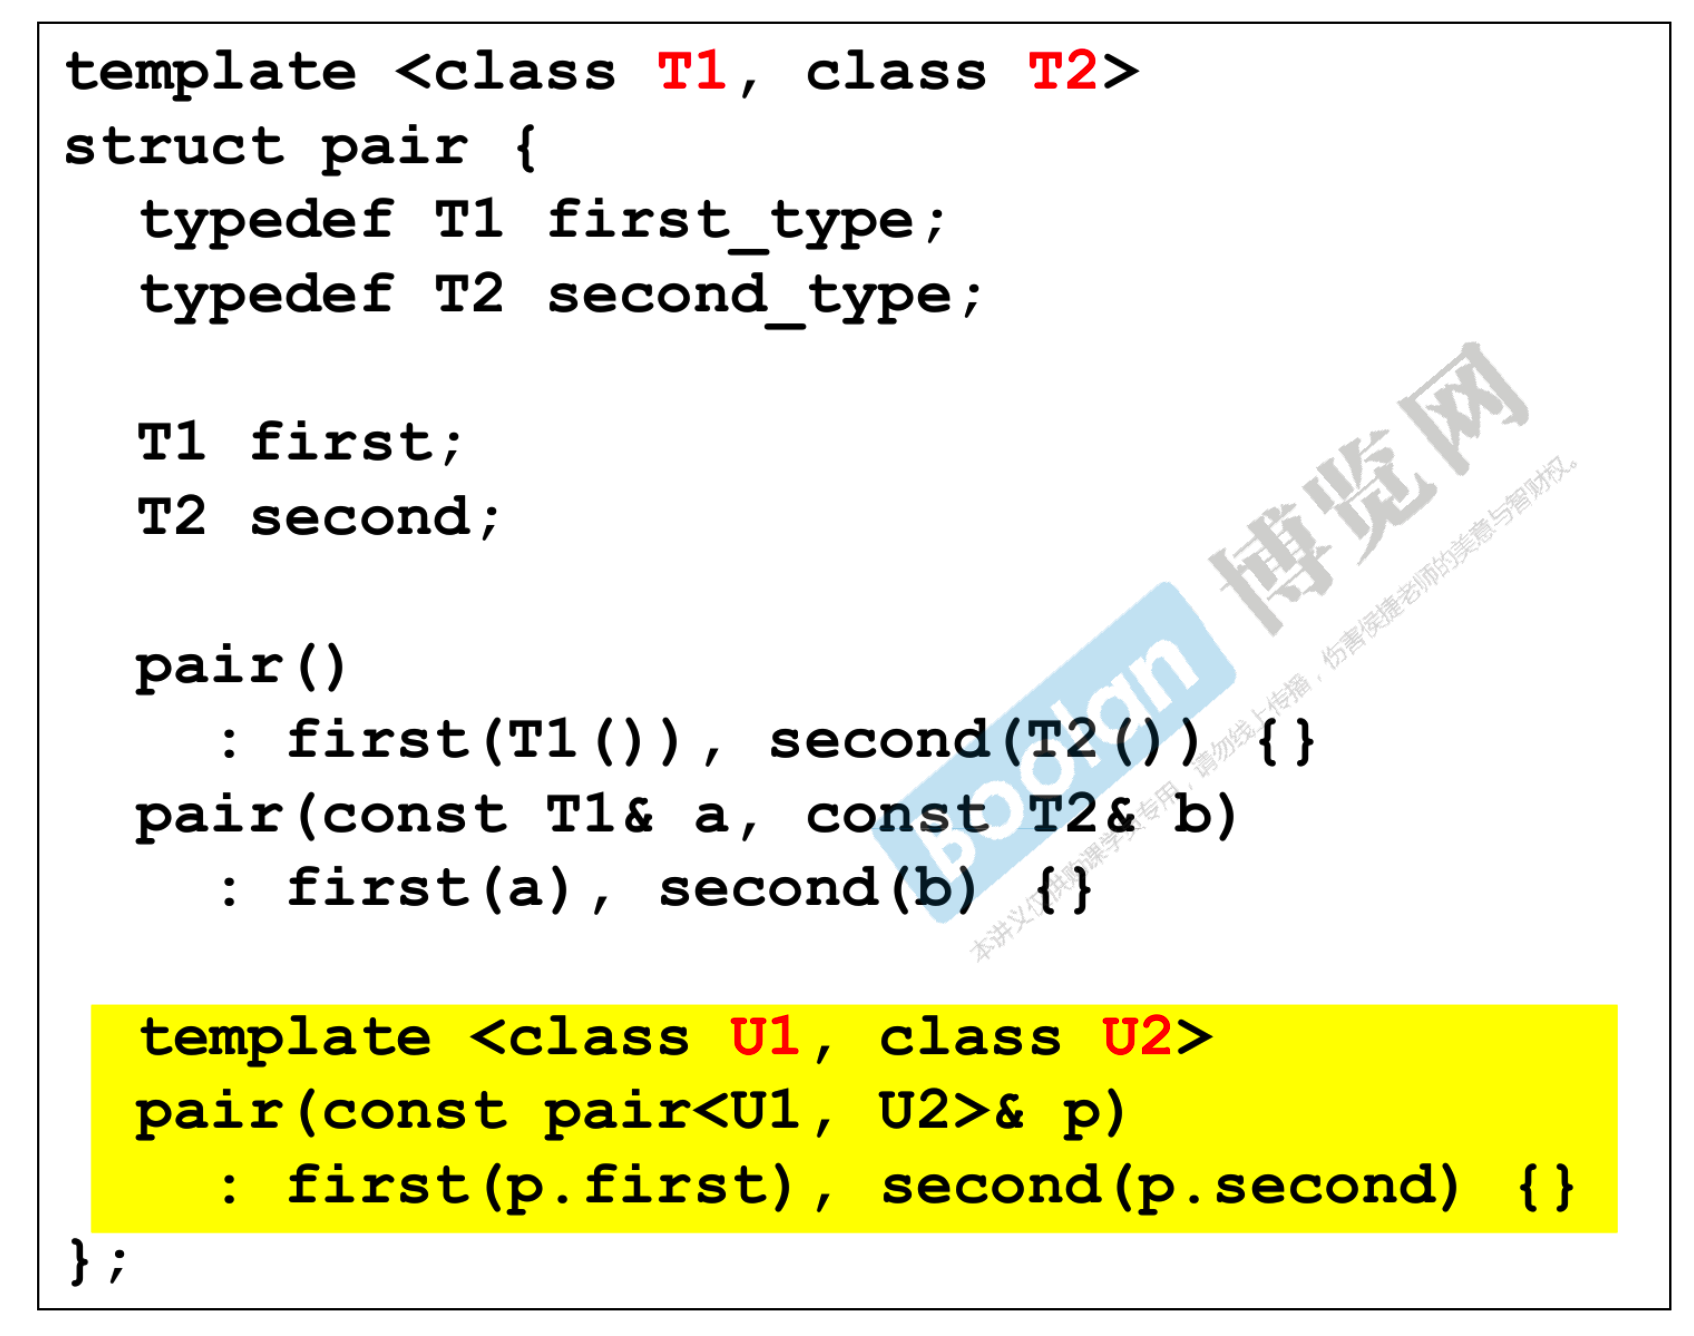 template <class T1, class T2>
struct pair {
typedef T1 first_type;
typedef T2 second_type;
T1 first;
T2 second;
pair()
: first(T1()), second(T2()) {}
pair(const T1& a, const T2& b)
: first(a), second(b) {}
template <class U1, class U2>
pair(const pair<U1, U2>& p)
: first(p.first), second(p.second) {}
};
Boolan
博览网
本讲义仅供购课学员专用，请勿线上传播，伤害侯捷老师的美意与智财权。